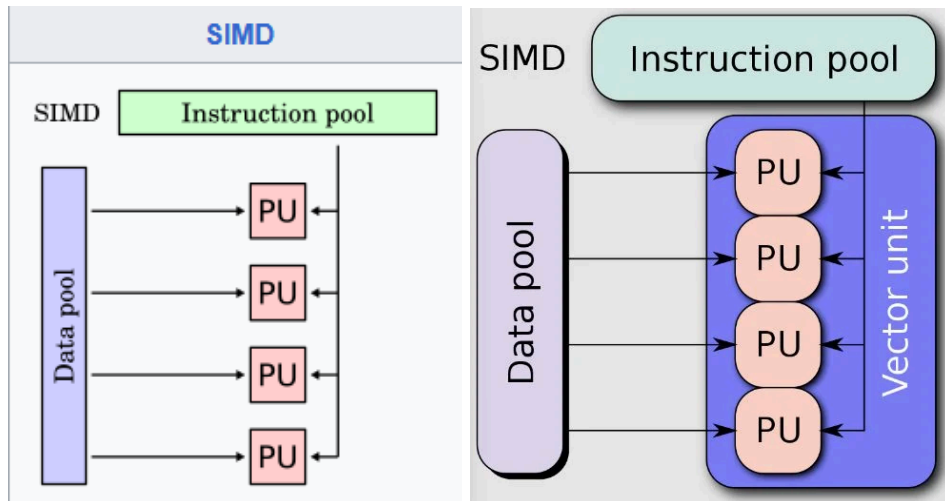 SIMD
SIMD
Instruction pool
Data pool
PU
PU
PU
PU
SIMD
Instruction pool
Data pool
PU
PU
PU
PU
Vector unit